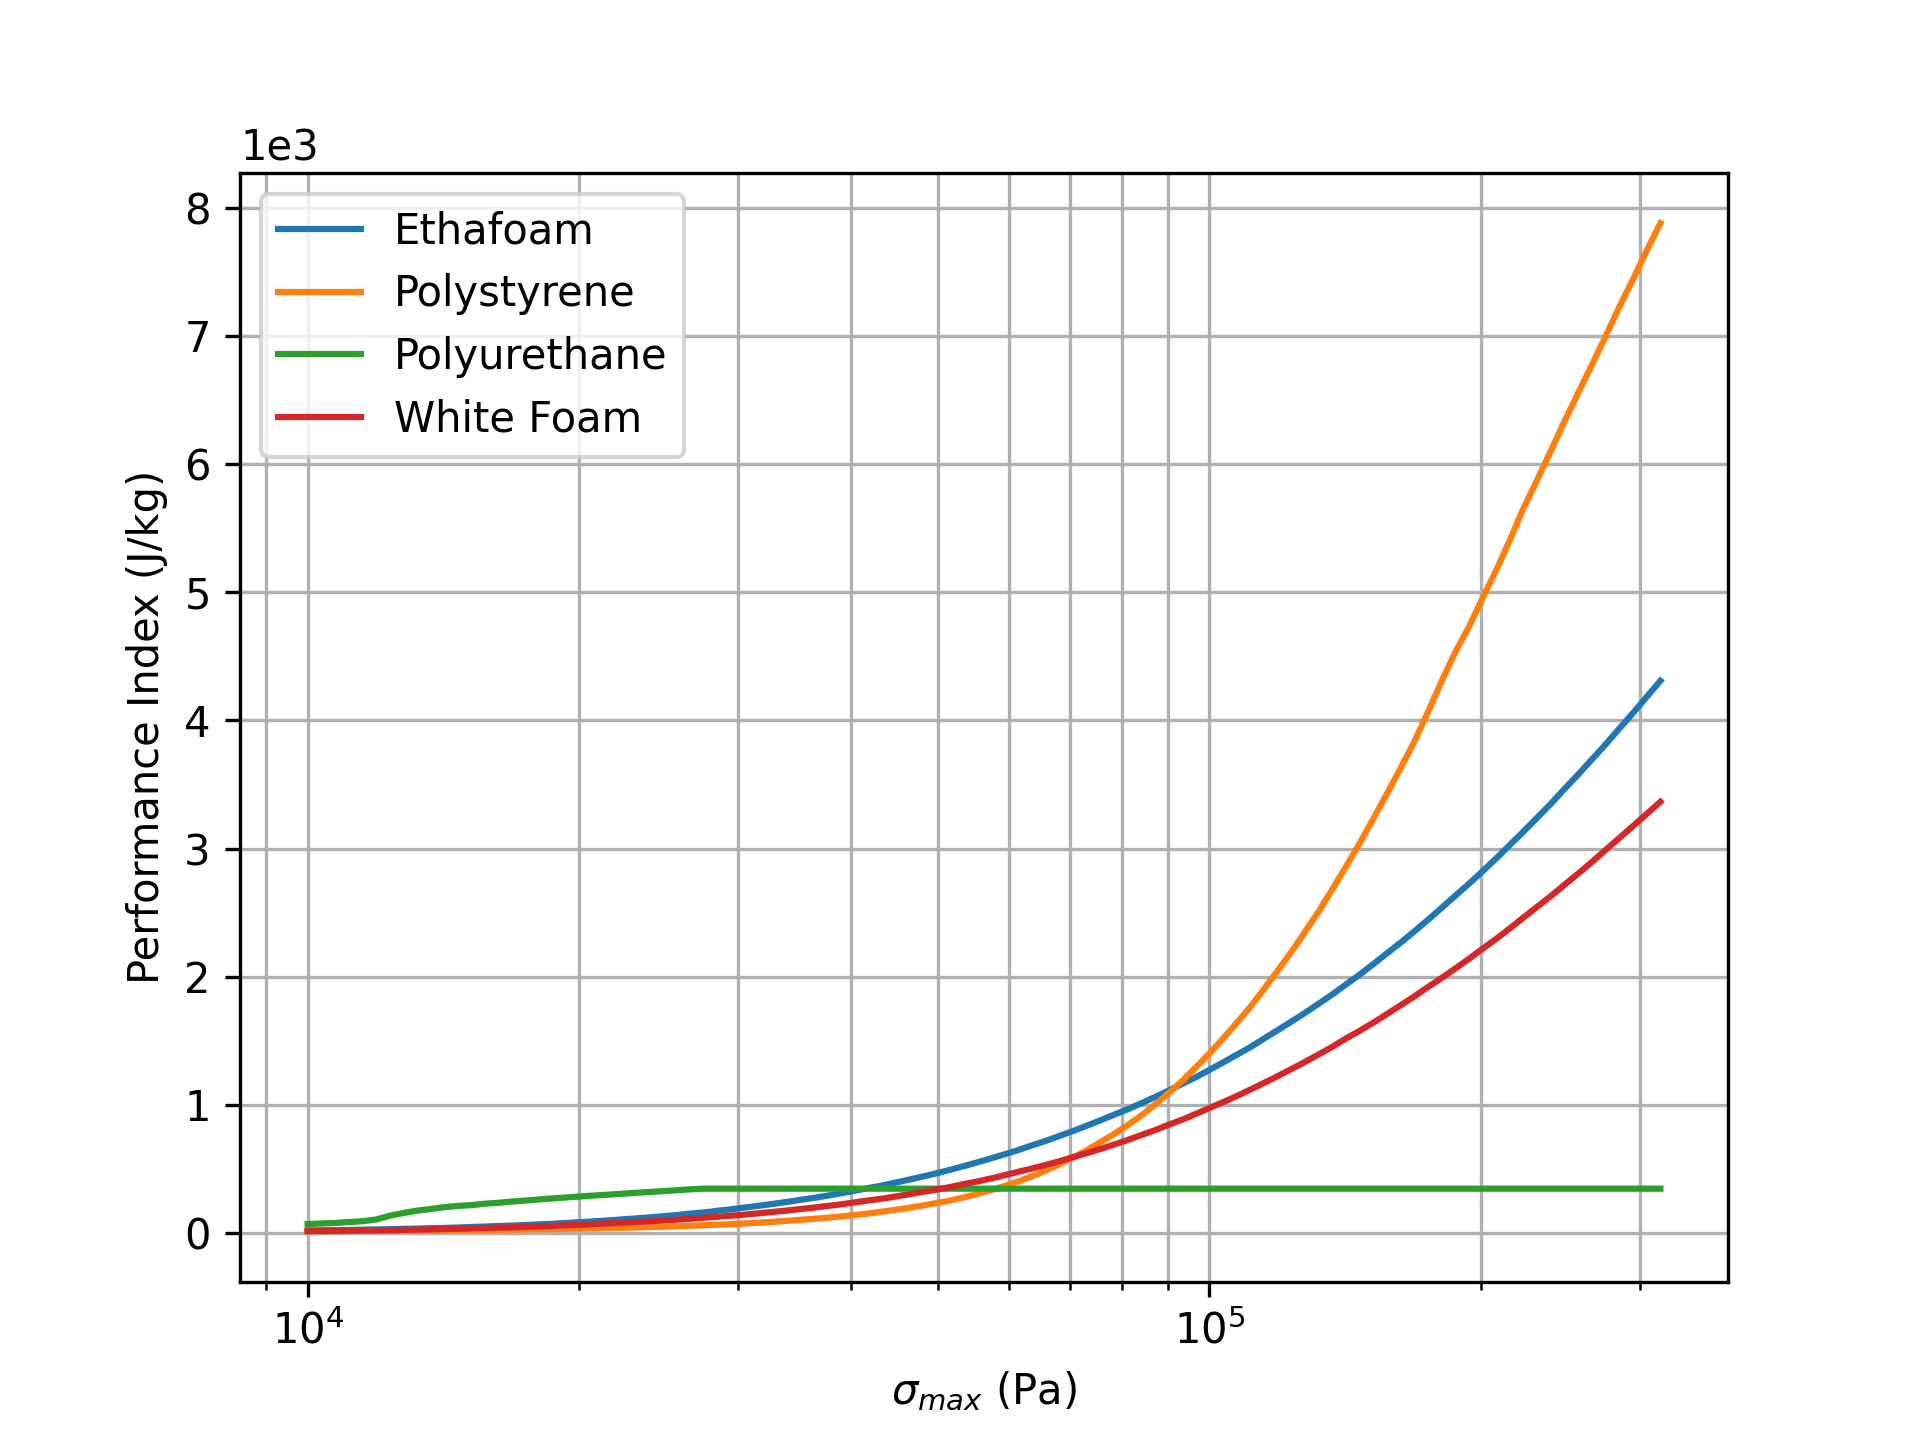 1e3
8
7
6
5
4
3
2
1
0
Performance Index (J/kg)
Ethafoam
Polystyrene
Polyurethane
White Foam
10⁴
10⁵
σₘₐₓ (Pa)